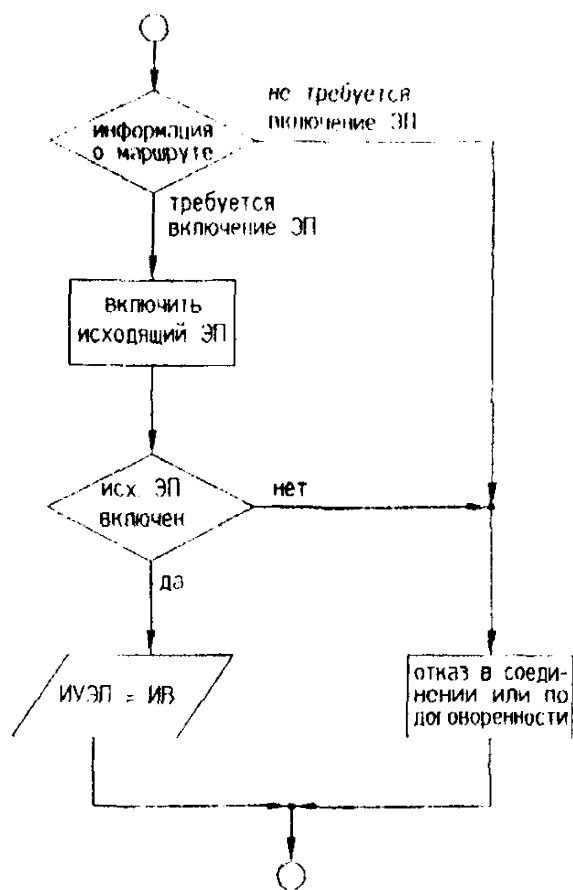 не требуется
включение ЭП
информация
о маршруте
требуется
включение ЭП
включить
исходящий ЭП
исх. ЭП
включен
нет
да
ИУЭП = ИВ
отказ в соеди-
нении или по
договоренности